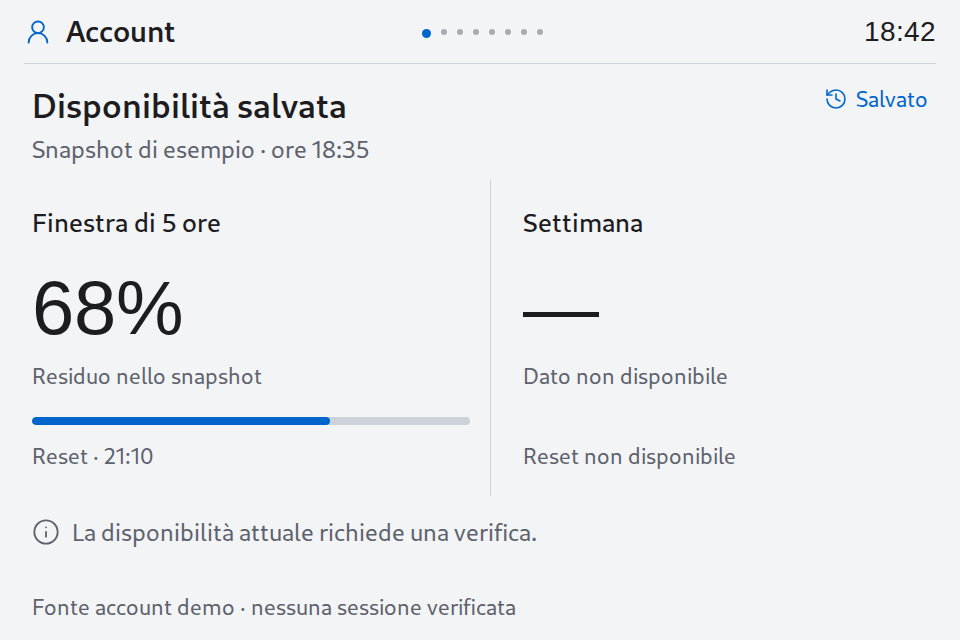 Account
18:42
Disponibilità salvata
Salvato
Snapshot di esempio · ore 18:35
Finestra di 5 ore
68%
Residuo nello snapshot
Reset · 21:10
Settimana
—
Dato non disponibile
Reset non disponibile
La disponibilità attuale richiede una verifica.
Fonte account demo · nessuna sessione verificata